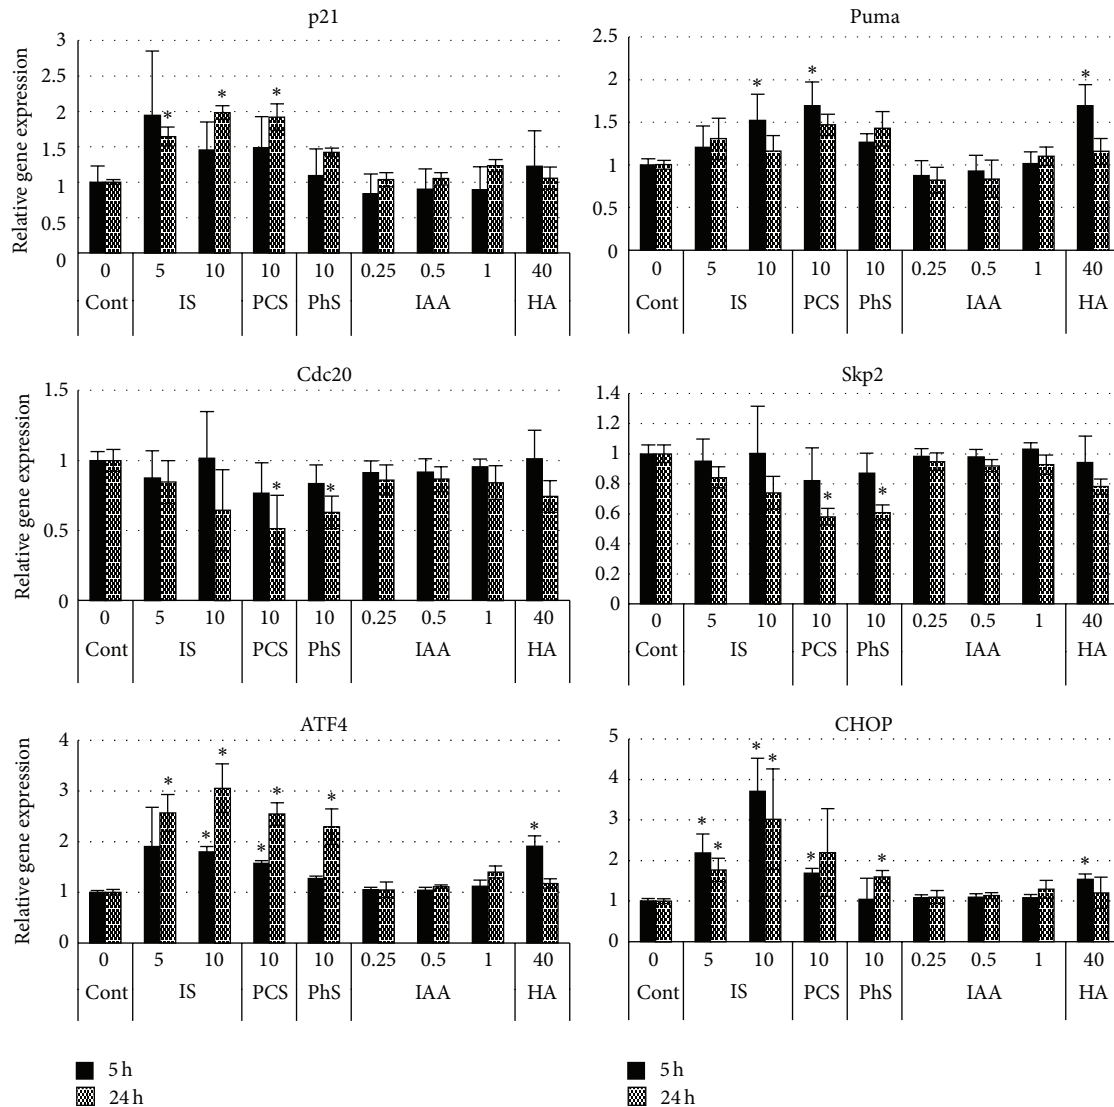 p21
Relative gene expression
3
2.5
2
1.5
1
0.5
0
* * *
0 5 10 10 10 0.25 0.5 1 40
Cont IS PCS PhS IAA HA
Puma
2.5
2
1.5
1
0.5
0
* * *
0 5 10 10 10 0.25 0.5 1 40
Cont IS PCS PhS IAA HA
Cdc20
Relative gene expression
1.5
1
0.5
0
* *
0 5 10 10 10 0.25 0.5 1 40
Cont IS PCS PhS IAA HA
Skp2
1.4
1.2
1
0.8
0.6
0.4
0.2
0
* *
0 5 10 10 10 0.25 0.5 1 40
Cont IS PCS PhS IAA HA
ATF4
Relative gene expression
4
3
2
1
0
* * * * * * *
0 5 10 10 10 0.25 0.5 1 40
Cont IS PCS PhS IAA HA
5 h
24 h
CHOP
5
4
3
2
1
0
* * * * * * *
0 5 10 10 10 0.25 0.5 1 40
Cont IS PCS PhS IAA HA
5 h
24 h